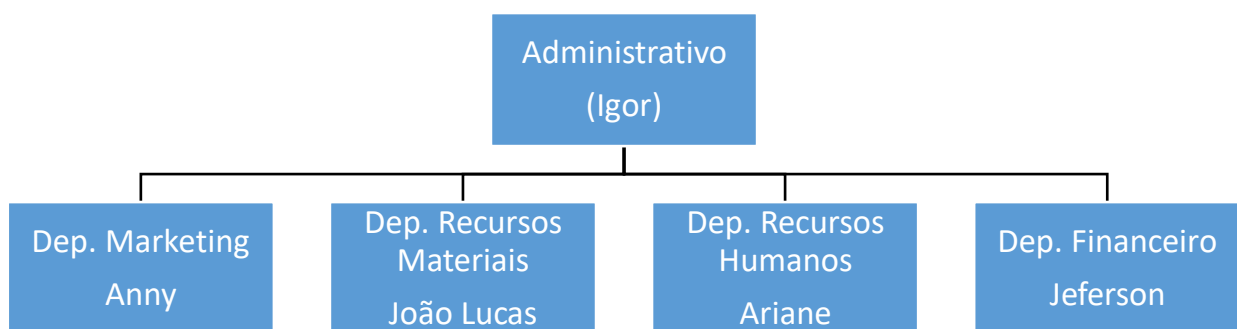 Administrativo
(Igor)
Dep. Marketing
Anny
Dep. Recursos
Materiais
João Lucas
Dep. Recursos
Humanos
Ariane
Dep. Financeiro
Jeferson